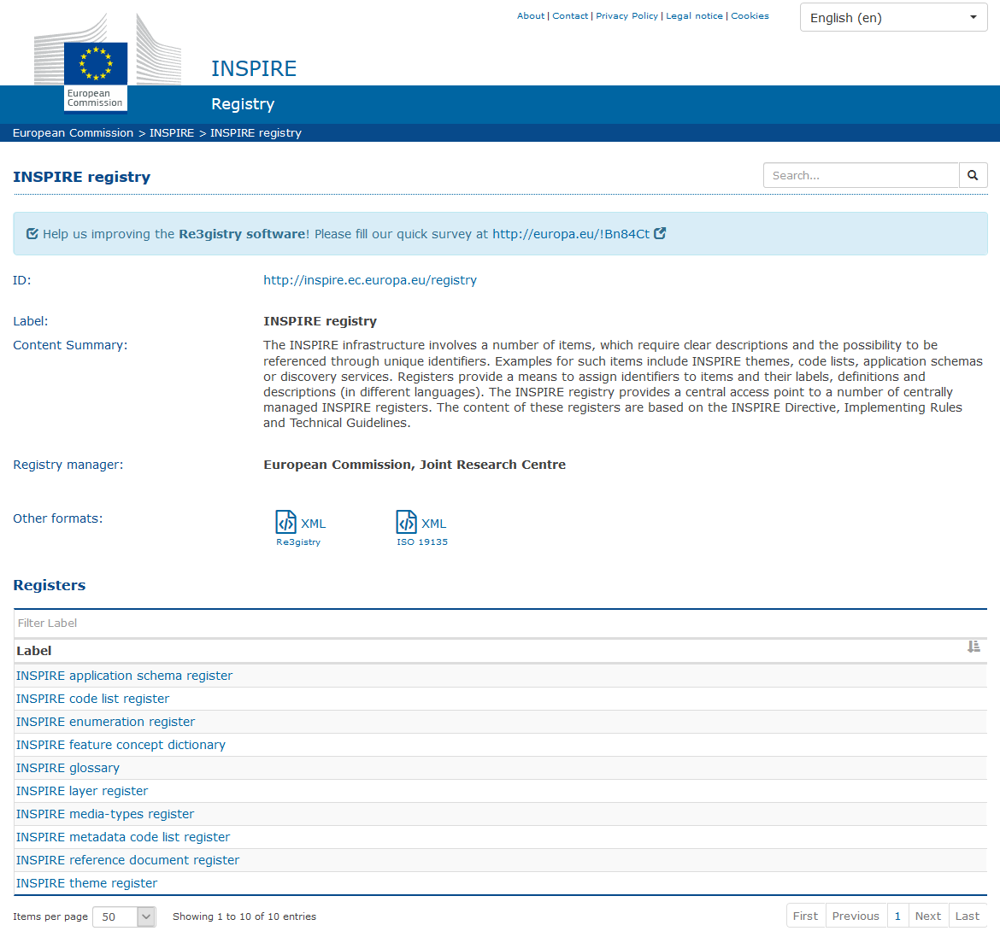 About | Contact | Privacy Policy | Legal notice | Cookies
English (en)
INSPIRE
European
Commission
Registry
European Commission > INSPIRE > INSPIRE registry
INSPIRE registry
Search...
Help us improving the Re3gistry software! Please fill our quick survey at http://europa.eu/!Bn84Ct
ID:
http://inspire.ec.europa.eu/registry
Label:
INSPIRE registry
Content Summary:
The INSPIRE infrastructure involves a number of items, which require clear descriptions and the possibility to be
referenced through unique identifiers. Examples for such items include INSPIRE themes, code lists, application schemas
or discovery services. Registers provide a means to assign identifiers to items and their labels, definitions and
descriptions (in different languages). The INSPIRE registry provides a central access point to a number of centrally
managed INSPIRE registers. The content of these registers are based on the INSPIRE Directive, Implementing Rules
and Technical Guidelines.
Registry manager:
European Commission, Joint Research Centre
Other formats:
XML
Re3gistry
XML
ISO 19135
Registers
Filter Label
Label
INSPIRE application schema register
INSPIRE code list register
INSPIRE enumeration register
INSPIRE feature concept dictionary
INSPIRE glossary
INSPIRE layer register
INSPIRE media-types register
INSPIRE metadata code list register
INSPIRE reference document register
INSPIRE theme register
Items per page 50 Showing 1 to 10 of 10 entries
First Previous 1 Next Last